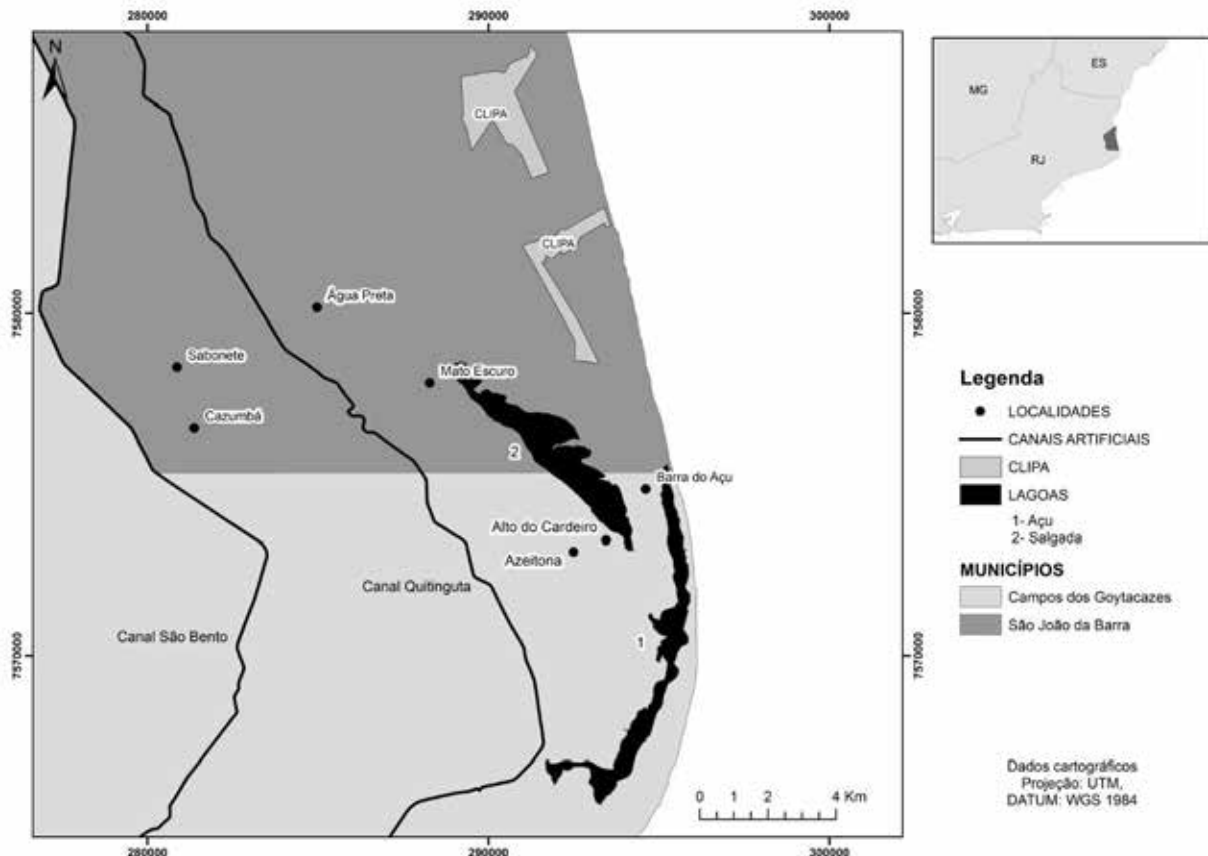 280000
290000
300000
N
CLIPA
CLIPA
7580000
7580000
Água Preta
Sabonete
Mato Escuro
Cazumbá
2
Barra do Açu
Alto do Cardeiro
Azeitona
Canal Quitinguta
Canal São Bento
1
7570000
7570000
0 1 2 4 Km
280000
290000
300000
MG
ES
RJ
Legenda
LOCALIDADES
CANAIS ARTIFICIAIS
CLIPA
LAGOAS
1- Açu
2- Salgada
MUNICÍPIOS
Campos dos Goytacazes
São João da Barra
Dados cartográficos
Projeção: UTM,
DATUM: WGS 1984